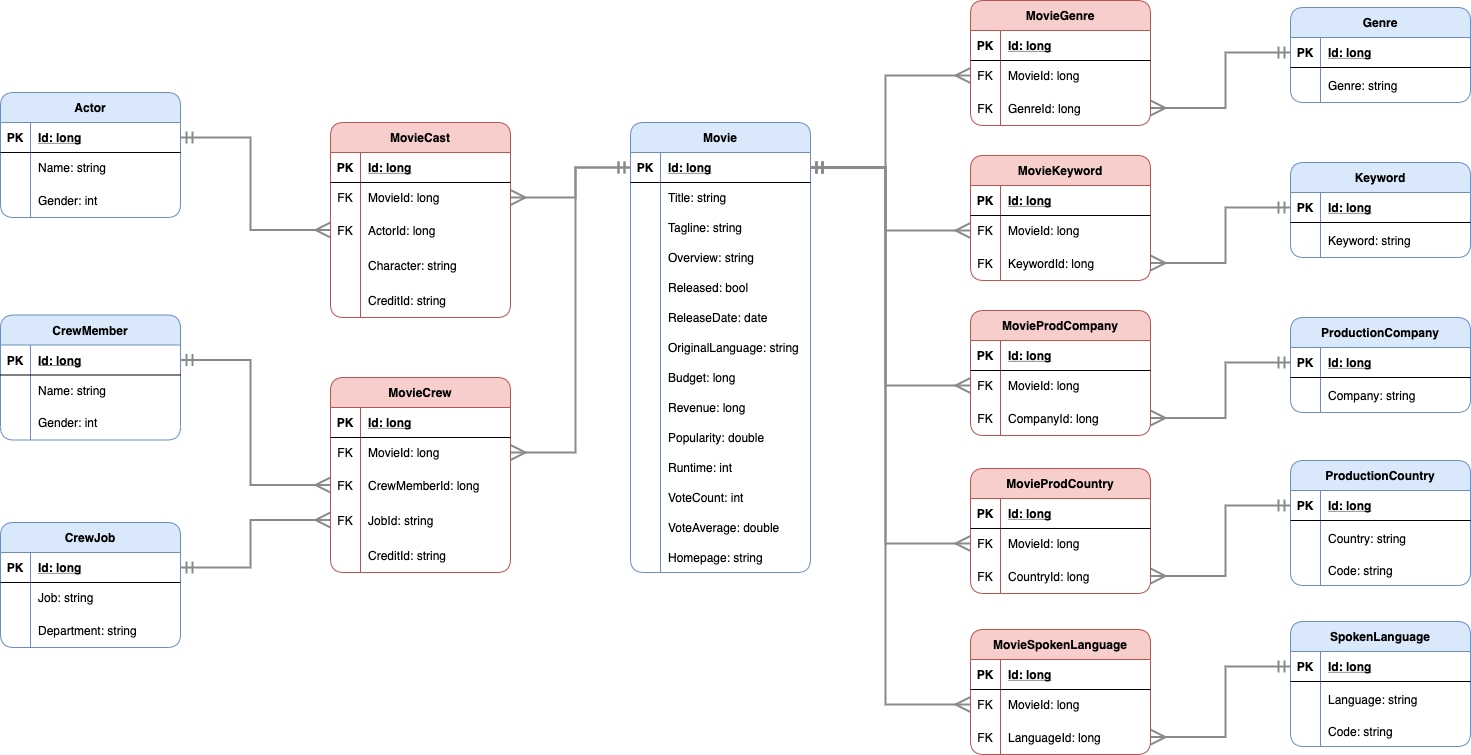 Actor
PK Id: long
Name: string
Gender: int
CrewMember
PK Id: long
Name: string
Gender: int
CrewJob
PK Id: long
Job: string
Department: string
MovieCast
PK Id: long
FK MovieId: long
FK ActorId: long
Character: string
CreditId: string
MovieCrew
PK Id: long
FK MovieId: long
FK CrewMemberId: long
FK JobId: string
CreditId: string
Movie
PK Id: long
Title: string
Tagline: string
Overview: string
Released: bool
ReleaseDate: date
OriginalLanguage: string
Budget: long
Revenue: long
Popularity: double
Runtime: int
VoteCount: int
VoteAverage: double
Homepage: string
MovieGenre
PK Id: long
FK MovieId: long
FK GenreId: long
MovieKeyword
PK Id: long
FK MovieId: long
FK KeywordId: long
MovieProdCompany
PK Id: long
FK MovieId: long
FK CompanyId: long
MovieProdCountry
PK Id: long
FK MovieId: long
FK CountryId: long
MovieSpokenLanguage
PK Id: long
FK MovieId: long
FK LanguageId: long
Genre
PK Id: long
Genre: string
Keyword
PK Id: long
Keyword: string
ProductionCompany
PK Id: long
Company: string
ProductionCountry
PK Id: long
Country: string
Code: string
SpokenLanguage
PK Id: long
Language: string
Code: string